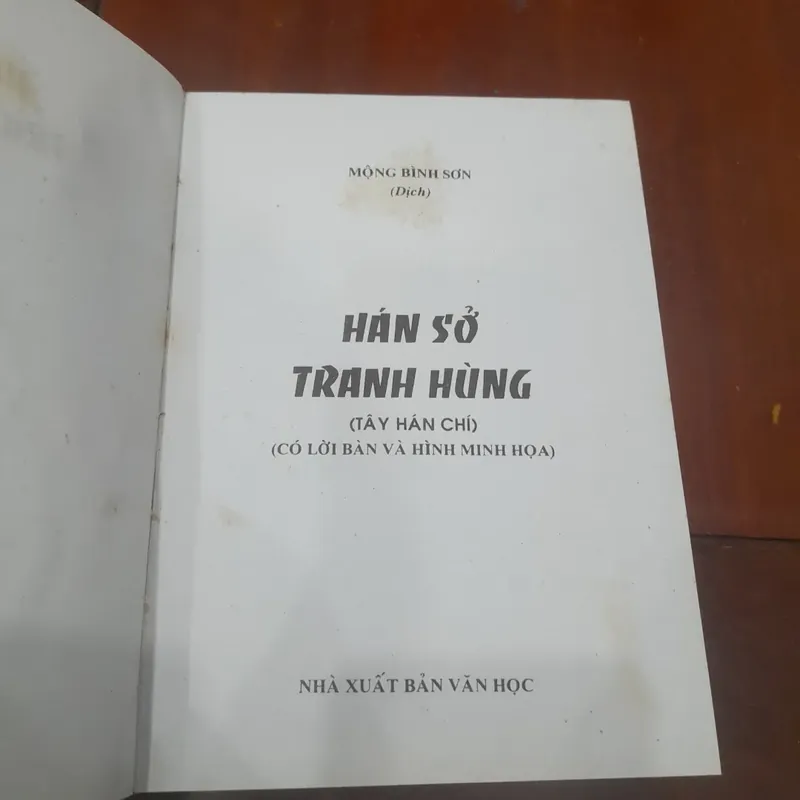 MỘNG BÌNH SƠN
(Dịch)
HÁN SỞ
TRANH HÙNG
(TÂY HÁN CHÍ)
(CÓ LỜI BÀN VÀ HÌNH MINH HỌA)
NHÀ XUẤT BẢN VĂN HỌC